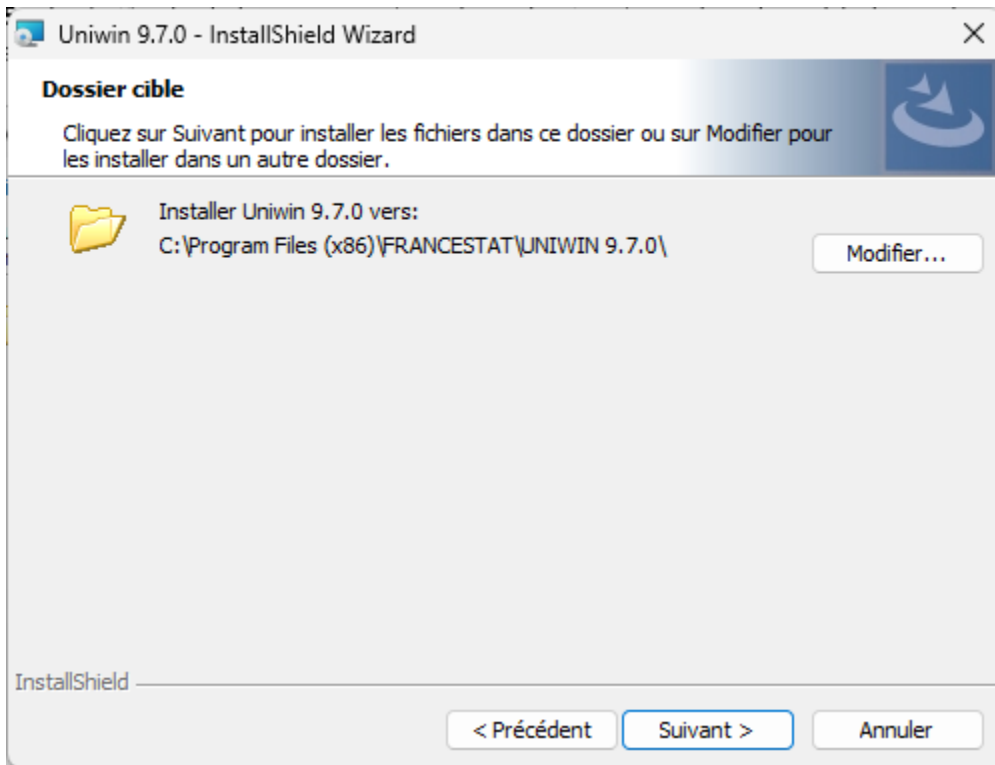 Uniwin 9.7.0 - InstallShield Wizard
Dossier cible
Cliquez sur Suivant pour installer les fichiers dans ce dossier ou sur Modifier pour
les installer dans un autre dossier.
Installer Uniwin 9.7.0 vers:
C:\Program Files (x86)\FRANCESTAT\UNIWIN 9.7.0\
Modifier...
InstallShield
< Précédent
Suivant >
Annuler